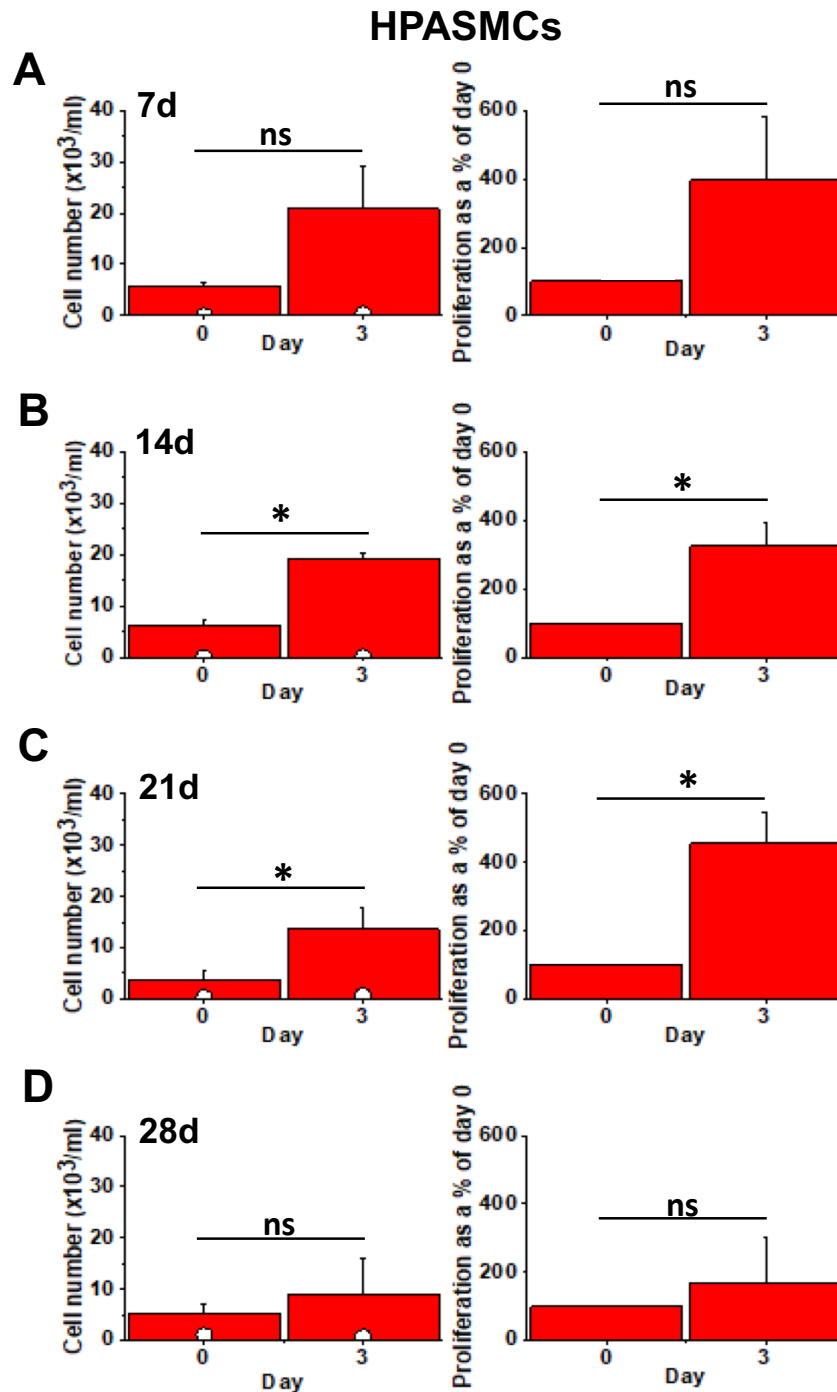 HPASMCs
A
7d
Cell number (x10³/ml)
40
30
20
10
0
ns
0
3
Day
Proliferation as a % of day 0
600
400
200
0
ns
0
3
Day
B
14d
Cell number (x10³/ml)
40
30
20
10
0
*
0
3
Day
Proliferation as a % of day 0
600
400
200
0
*
0
3
Day
C
21d
Cell number (x10³/ml)
40
30
20
10
0
*
0
3
Day
Proliferation as a % of day 0
600
400
200
0
*
0
3
Day
D
28d
Cell number (x10³/ml)
40
30
20
10
0
ns
0
3
Day
Proliferation as a % of day 0
600
400
200
0
ns
0
3
Day